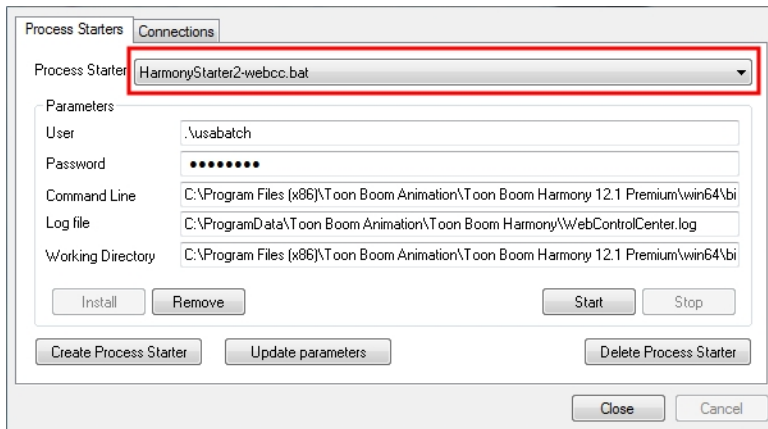 Process Starters Connections
Process Starter HarmonyStarter2-webcc.bat
Parameters
User .\usabatch
Password ●●●●●●●●
Command Line C:\Program Files (x86)\Toon Boom Animation\Toon Boom Harmony 12.1 Premium\win64\bi
Log file C:\ProgramData\Toon Boom Animation\Toon Boom Harmony\WebControlCenter.log
Working Directory C:\Program Files (x86)\Toon Boom Animation\Toon Boom Harmony 12.1 Premium\win64\bi
Install Remove Start Stop
Create Process Starter Update parameters Delete Process Starter
Close Cancel